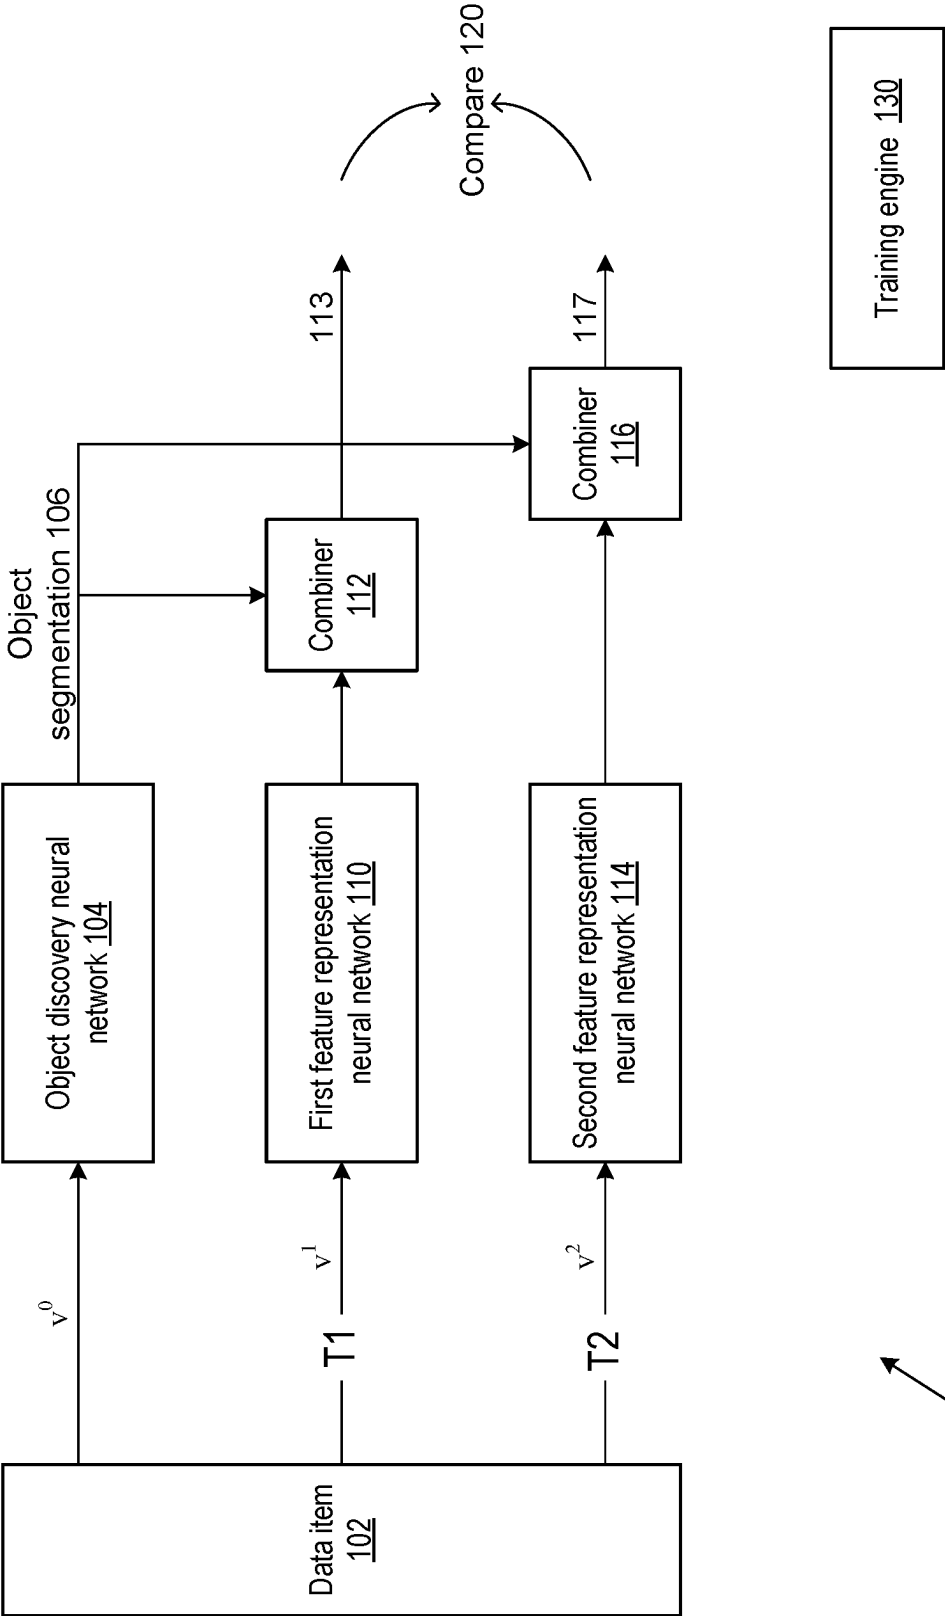 Data item
102
v⁰
T1
v¹
T2
v²
Object discovery neural
network 104
First feature representation
neural network 110
Second feature representation
neural network 114
Object
segmentation 106
Combiner
112
Combiner
116
113
117
Compare 120
Training engine 130